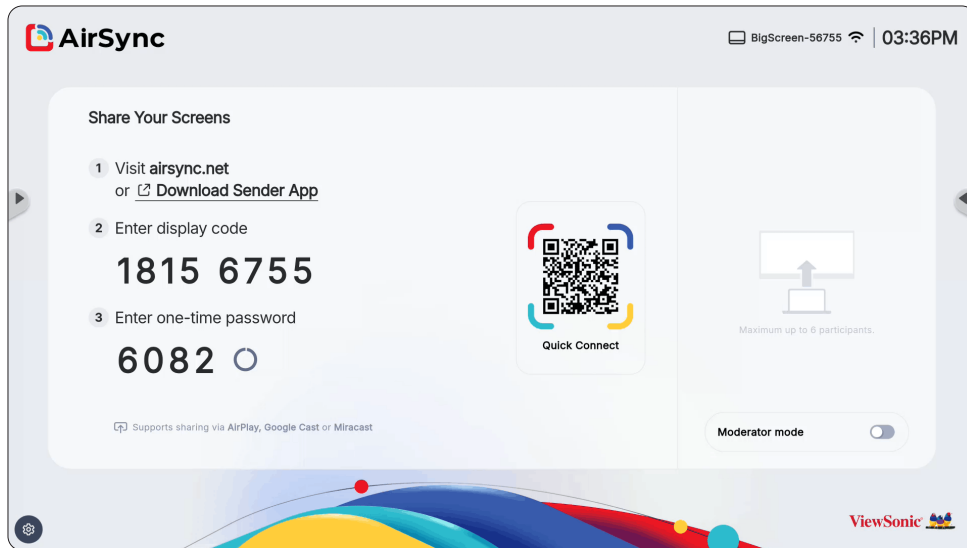 AirSync
BigScreen-56755
03:36PM
Share Your Screens
1 Visit airsync.net
or Download Sender App
2 Enter display code
1815 6755
3 Enter one-time password
6082
Supports sharing via AirPlay, Google Cast or Miracast
Quick Connect
Maximum up to 6 participants.
Moderator mode
ViewSonic